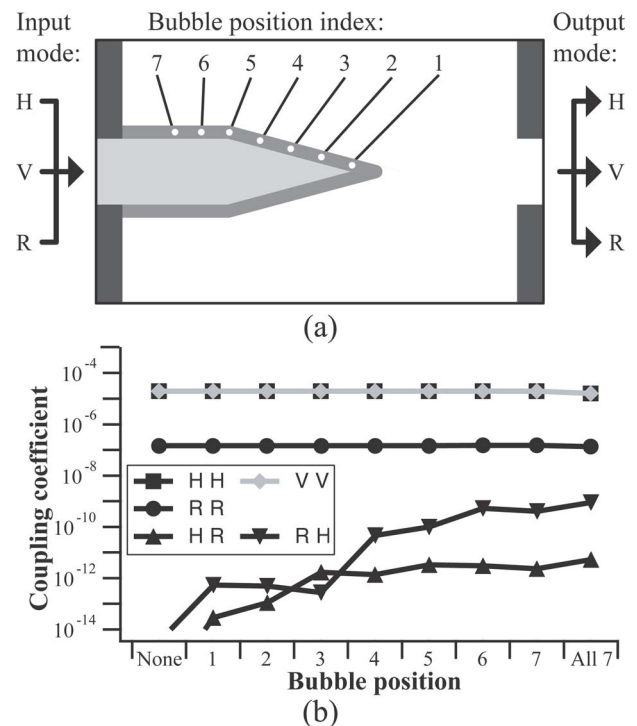 Input mode:
Bubble position index:
Output mode:
7 6 5 4 3 2 1
H
H
V
V
R
R
(a)
Coupling coefficient
10^-4
10^-6
10^-8
10^-10
10^-12
10^-14
H H
V V
R R
H R
R H
None 1 2 3 4 5 6 7 All 7
Bubble position
(b)